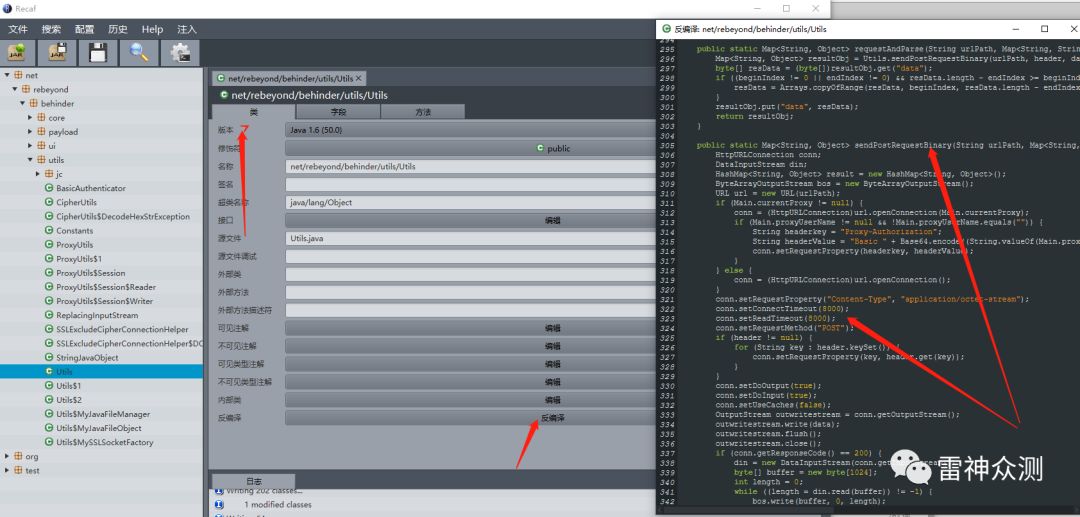 Recaf
文件 搜索 配置 历史 Help 注入
net
rebeyond
behinder
core
payload
ui
utils
jc
BasicAuthenticator
CipherUtils
CipherUtils$DecodeHexStrException
Constants
ProxyUtils
ProxyUtils$1
ProxyUtils$Session
ProxyUtils$Session$Reader
ProxyUtils$Session$Writer
ReplacingInputStream
SSLExcludeCipherConnectionHelper
SSLExcludeCipherConnectionHelper$DO
StringJavaObject
Utils
Utils$1
Utils$2
Utils$MyJavaFileManager
Utils$MyJavaFileObject
Utils$MySSLSocketFactory
org
test
net/rebeyond/behinder/utils/Utils
net/rebeyond/behinder/utils/Utils
类 字段 方法
版本 Java 1.6 (50.0)
修饰符 public
名称 net/rebeyond/behinder/utils/Utils
签名
超类名称 java/lang/Object
接口 编辑
源文件 Utils.java
源文件调试
外部类
外部方法
外部方法描述符
可见注解 编辑
不可见注解 编辑
可见类型注解 编辑
不可见类型注解 编辑
内部类 编辑
反编译 反编译
日志
Writing 202 classes...
1 modified classes
反编译: net/rebeyond/behinder/utils/Utils
294
295 public static Map<String, Object> requestAndParse(String urlPath, Map<String, Strin
296 Map<String, Object> resultObj = Utils.sendPostRequestBinary(urlPath, header, da
297 byte[] resData = (byte[])resultObj.get("data");
298 if ((beginIndex != 0 || endIndex != 0) && resData.length - endIndex >= beginInde
299 resData = Arrays.copyOfRange(resData, beginIndex, resData.length - endIndex
300 }
301 resultObj.put("data", resData);
302 return resultObj;
303 }
304
305 public static Map<String, Object> sendPostRequestBinary(String urlPath, Map<String,
306 HttpURLConnection conn;
307 DataInputStream din;
308 HashMap<String, Object> result = new HashMap<String, Object>();
309 ByteArrayOutputStream bos = new ByteArrayOutputStream();
310 URL url = new URL(urlPath);
311 if (Main.currentProxy != null) {
312 conn = (HttpURLConnection)url.openConnection(Main.currentProxy);
313 if (Main.proxyUserName != null && !Main.proxyUserName.equals("")) {
314 String headerkey = "Proxy-Authorization";
315 String headerValue = "Basic " + Base64.encode((String.valueOf(Main.prox
316 conn.setRequestProperty(headerkey, headerValue);
317 }
318 } else {
319 conn = (HttpURLConnection)url.openConnection();
320 }
321 conn.setRequestProperty("Content-Type", "application/octet-stream");
322 conn.setConnectTimeout(8000);
323 conn.setReadTimeout(8000);
324 conn.setRequestMethod("POST");
325 if (header != null) {
326 for (String key : header.keySet()) {
327 conn.setRequestProperty(key, header.get(key));
328 }
329 }
330 conn.setDoOutput(true);
331 conn.setDoInput(true);
332 conn.setUseCaches(false);
333 OutputStream outwritestream = conn.getOutputStream();
334 outwritestream.write(data);
335 outwritestream.flush();
336 outwritestream.close();
337 if (conn.getResponseCode() == 200) {
338 din = new DataInputStream(conn.get
339 byte[] buffer = new byte[1024];
340 int length = 0;
341 while ((length = din.read(buffer)) != -1) {
342 bos.write(buffer, 0, length);
雷神众测